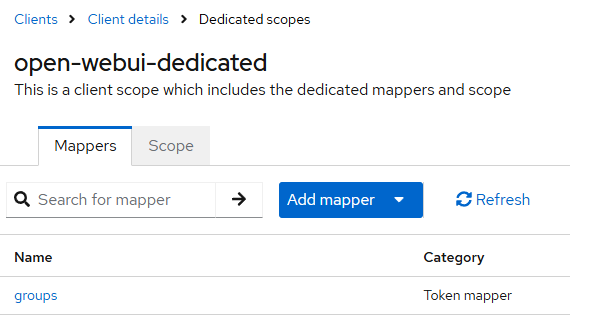 Clients > Client details > Dedicated scopes
open-webui-dedicated
This is a client scope which includes the dedicated mappers and scope
Mappers Scope
Search for mapper Add mapper Refresh
Name Category
groups Token mapper